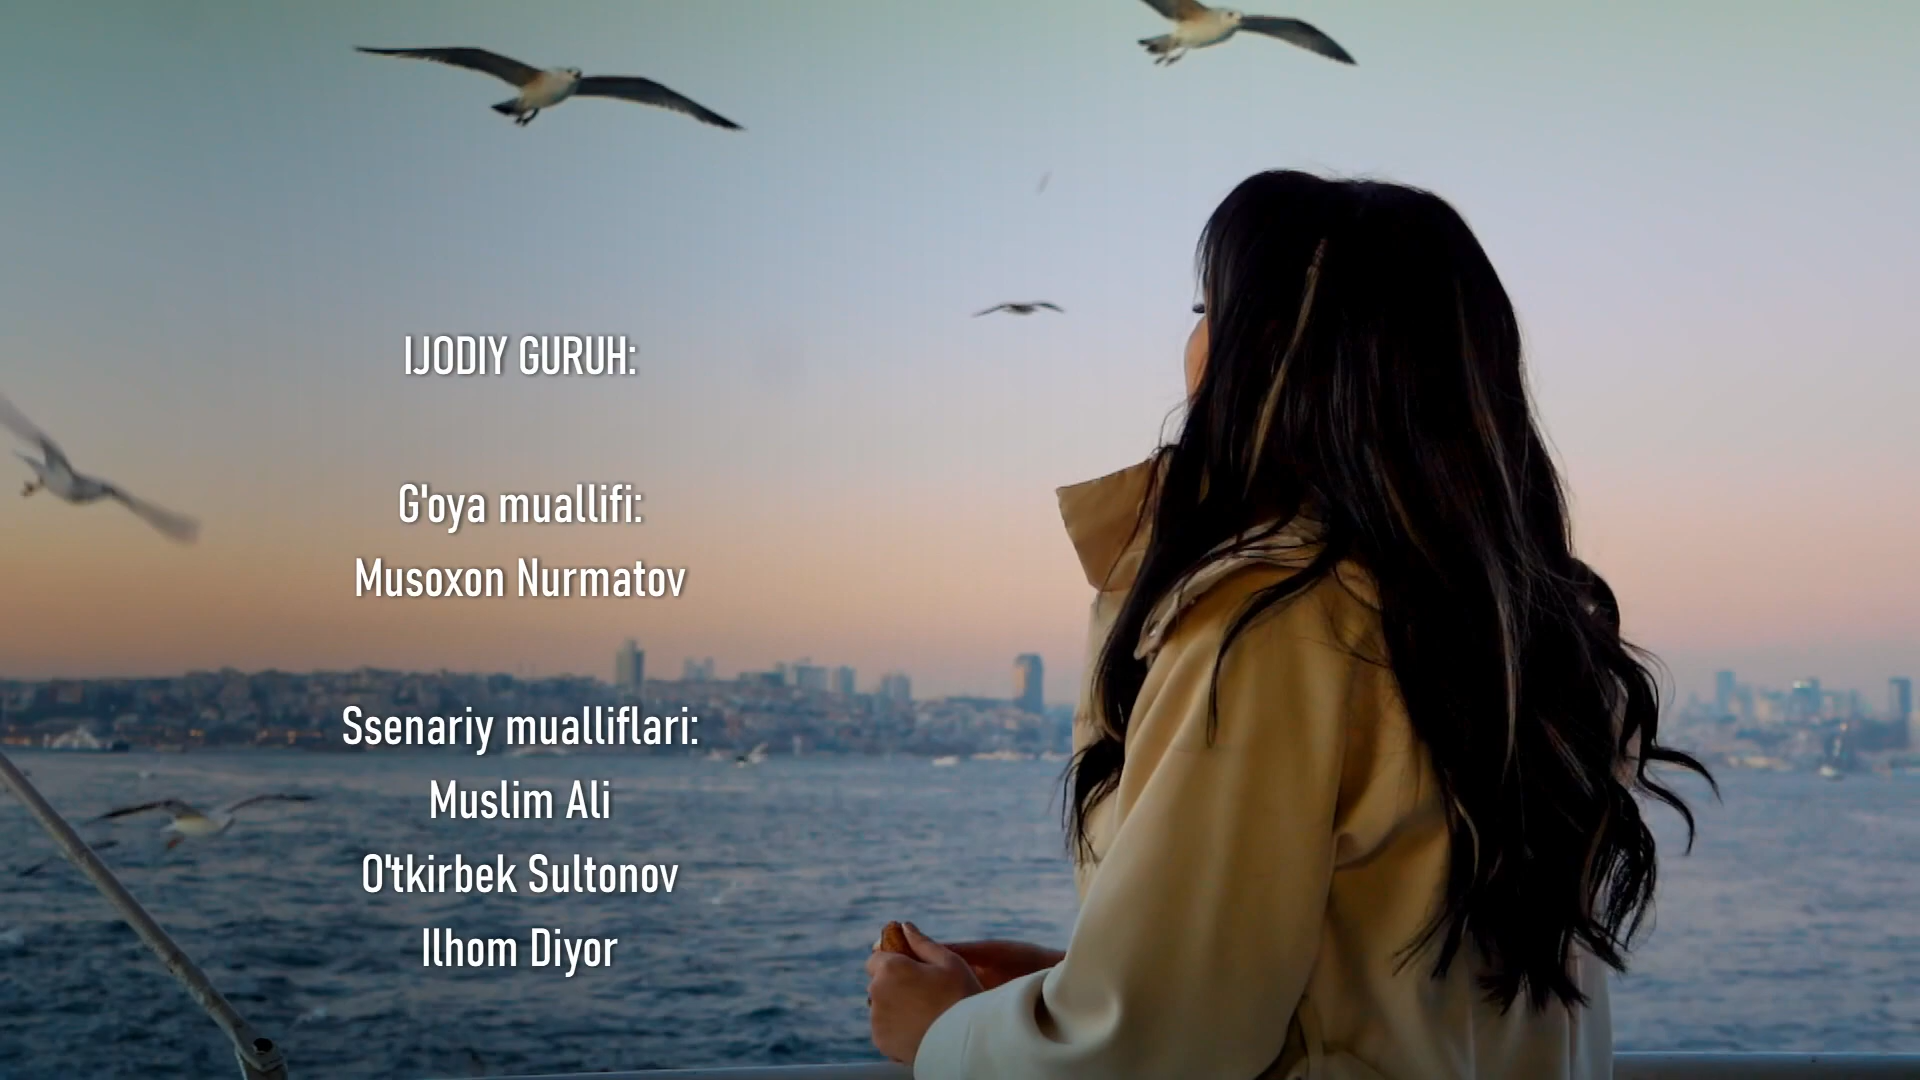 IJODIY GURUH:
G'oya muallifi:
Musoxon Nurmatov
Ssenariy mualliflari:
Muslim Ali
O'tkirbek Sultonov
Ilhom Diyor